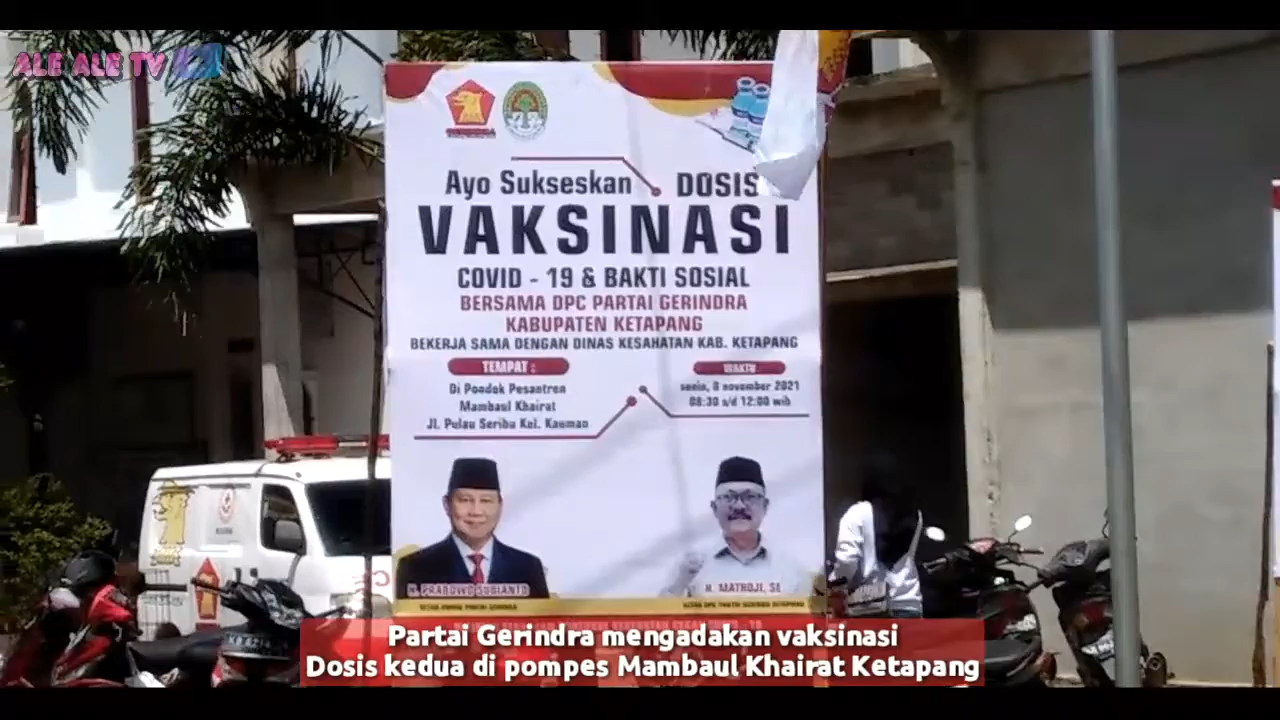 ALE ALE TV
GERINDRA
Ayo Sukseskan DOSIS
VAKSINASI
COVID - 19 & BAKTI SOSIAL
BERSAMA DPC PARTAI GERINDRA
KABUPATEN KETAPANG
BEKERJA SAMA DENGAN DINAS KESAHATAN KAB. KETAPANG
TEMPAT :
Di Pondok Pesantren
Mambaul Khairat
Jl. Pulau Seribu Kel. Kauman
WAKTU
senin, 8 november 2021
08:30 s/d 12:00 wib
H. PRABOWO SUBIANTO
H. MATROJI, SE
Partai Gerindra mengadakan vaksinasi
Dosis kedua di pompes Mambaul Khairat Ketapang